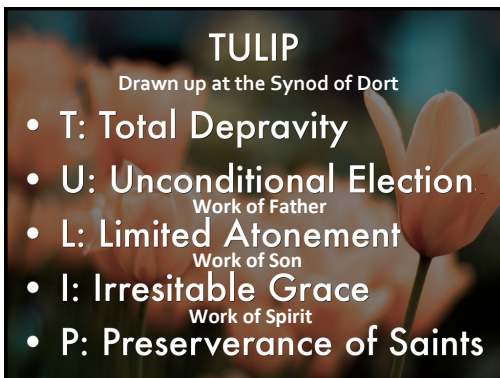 TULIP
Drawn up at the Synod of Dort
• T: Total Depravity
• U: Unconditional Election
Work of Father
• L: Limited Atonement
Work of Son
• I: Irresitable Grace
Work of Spirit
• P: Preserverance of Saints